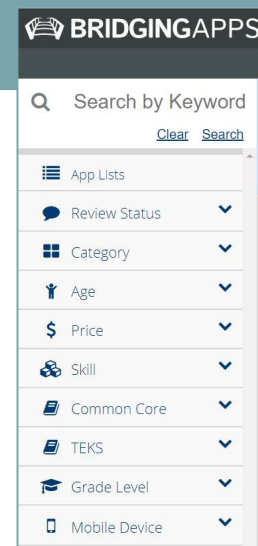 BRIDGINGAPPS
Search by Keyword
Clear Search
App Lists
Review Status
Category
Age
Price
Skill
Common Core
TEKS
Grade Level
Mobile Device